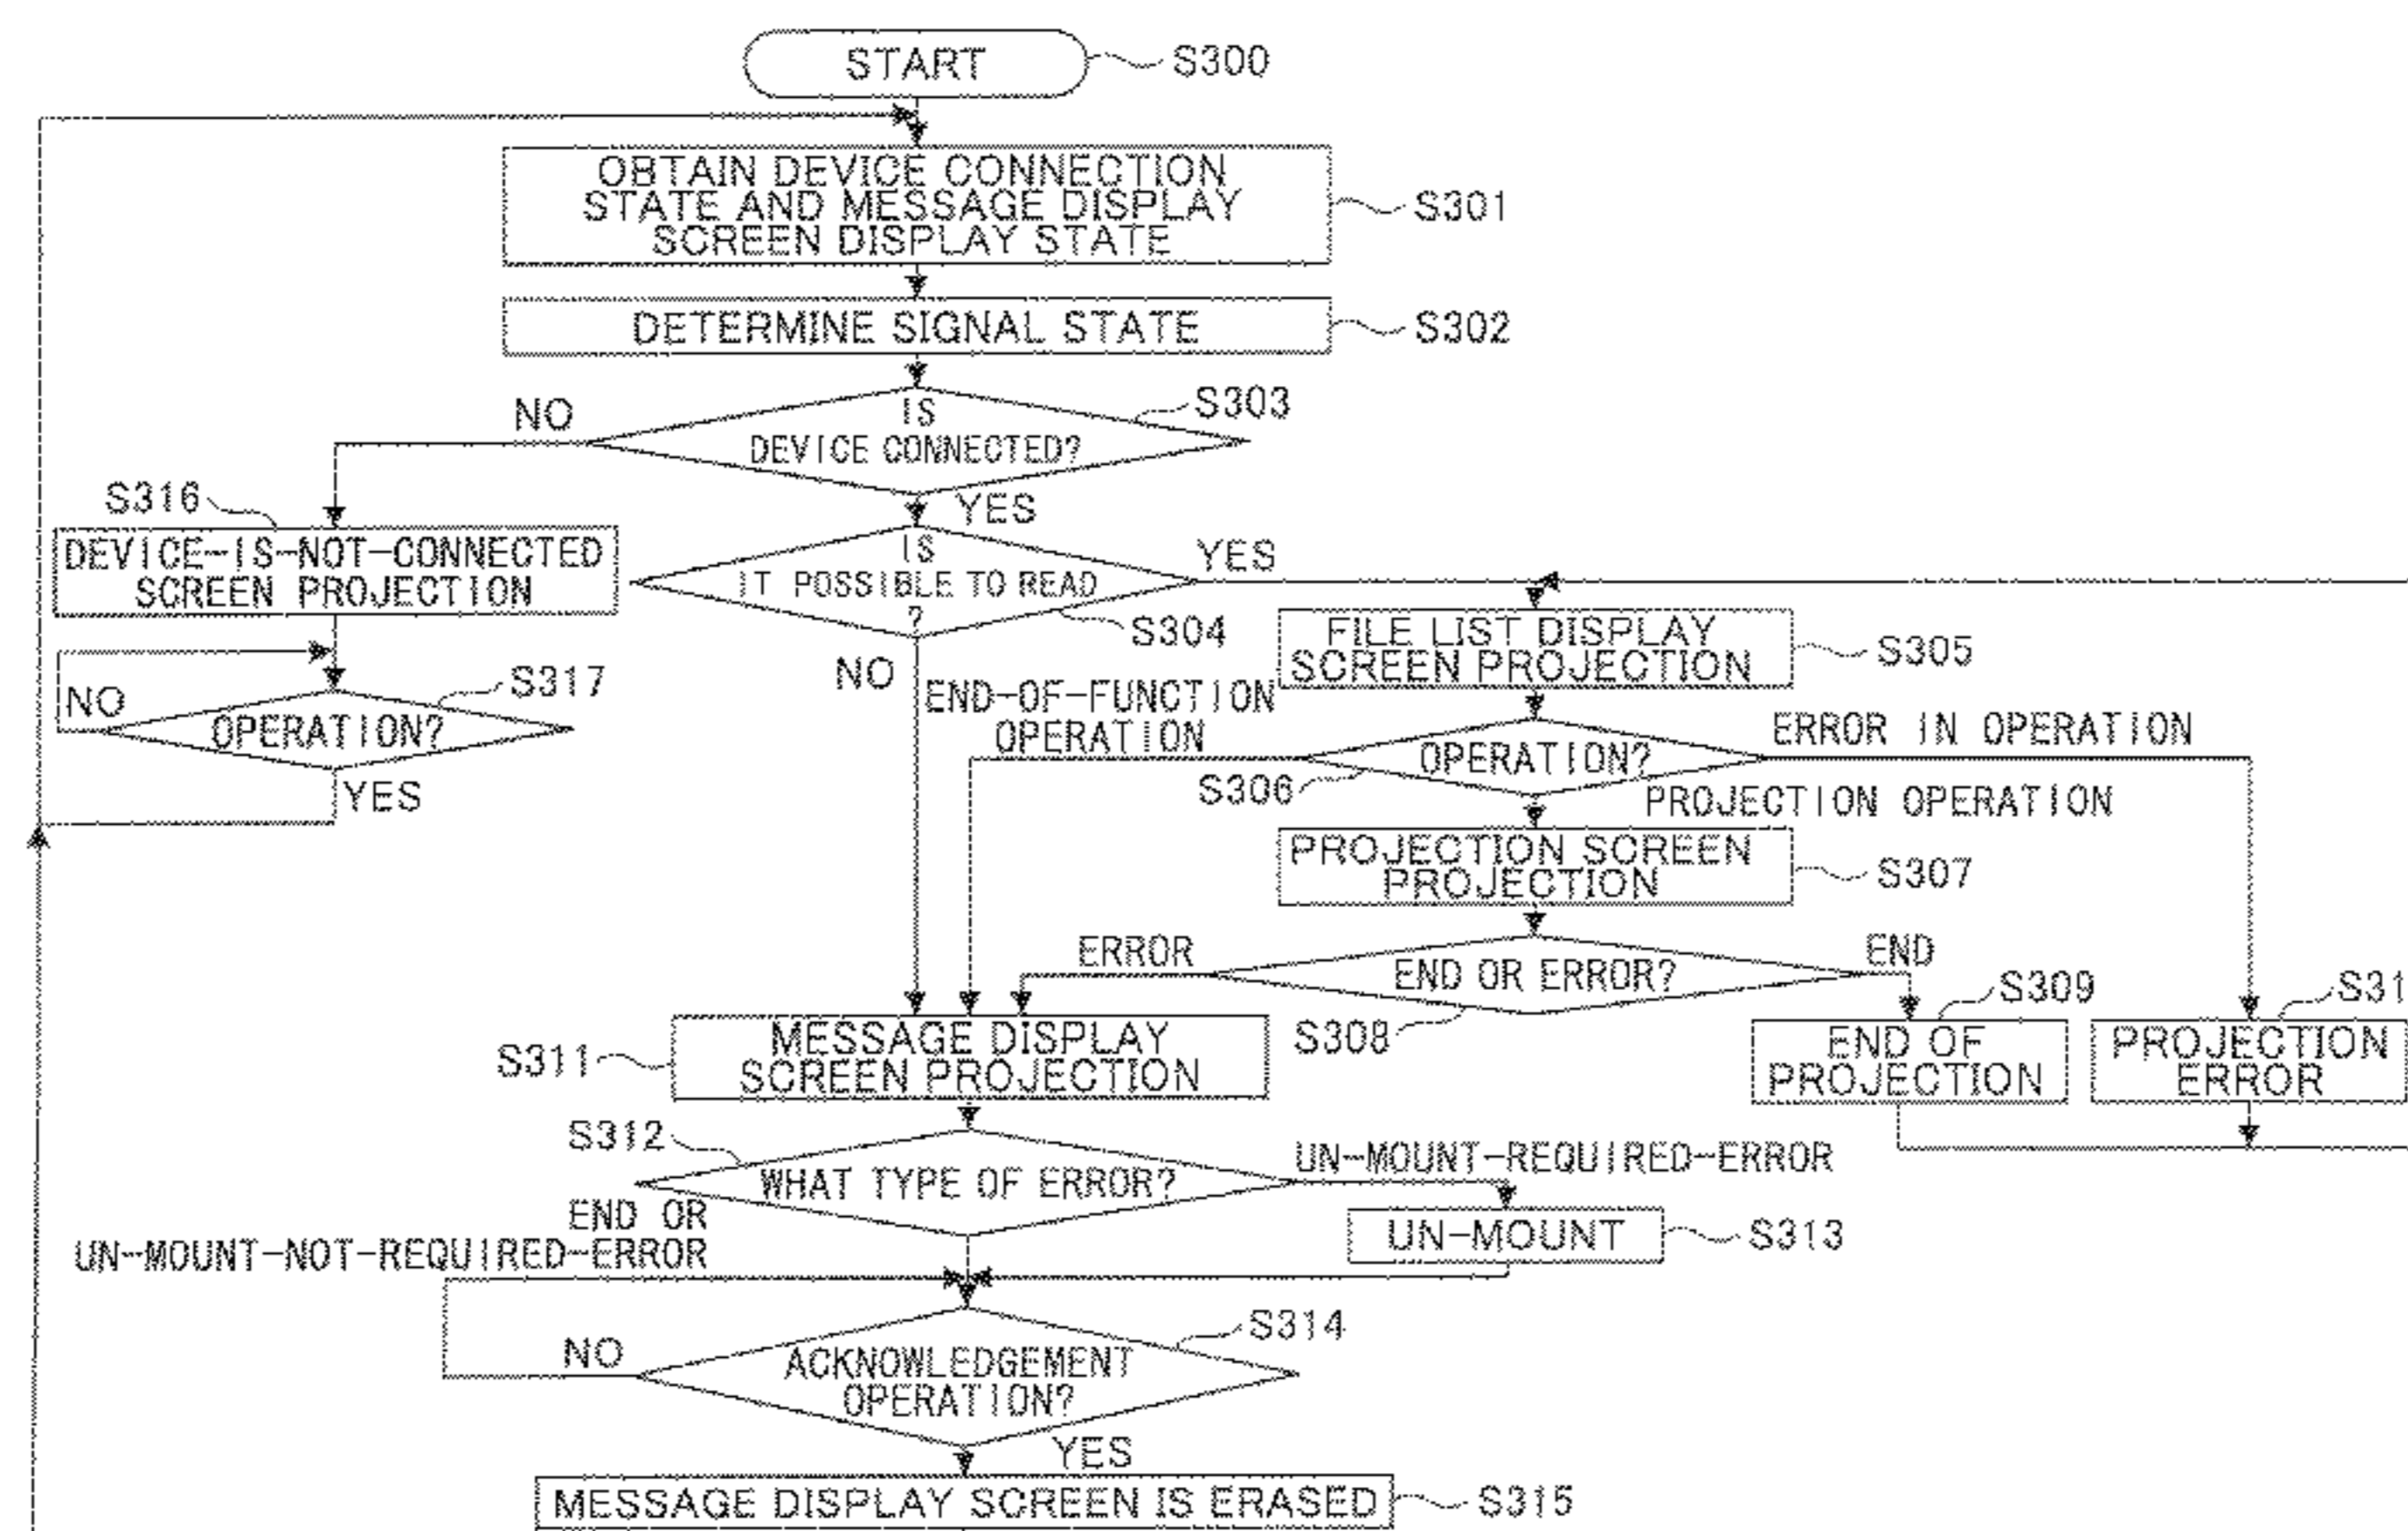 START
S300
OBTAIN DEVICE CONNECTION
STATE AND MESSAGE DISPLAY
SCREEN DISPLAY STATE
S301
DETERMINE SIGNAL STATE
S302
IS
DEVICE CONNECTED?
S303
NO
YES
S316
DEVICE-IS-NOT-CONNECTED
SCREEN PROJECTION
IS
IT POSSIBLE TO READ
?
S304
YES
NO
S317
OPERATION?
NO
YES
FILE LIST DISPLAY
SCREEN PROJECTION
S305
END-OF-FUNCTION
OPERATION
OPERATION?
S306
ERROR IN OPERATION
PROJECTION OPERATION
PROJECTION SCREEN
PROJECTION
S307
ERROR
END OR ERROR?
END
S308
S309
END OF
PROJECTION
S31
PROJECTION
ERROR
S311
MESSAGE DISPLAY
SCREEN PROJECTION
S312
WHAT TYPE OF ERROR?
UN-MOUNT-REQUIRED-ERROR
END OR
UN-MOUNT-NOT-REQUIRED-ERROR
UN-MOUNT
S313
S314
NO
ACKNOWLEDGEMENT
OPERATION?
YES
MESSAGE DISPLAY SCREEN IS ERASED
S315